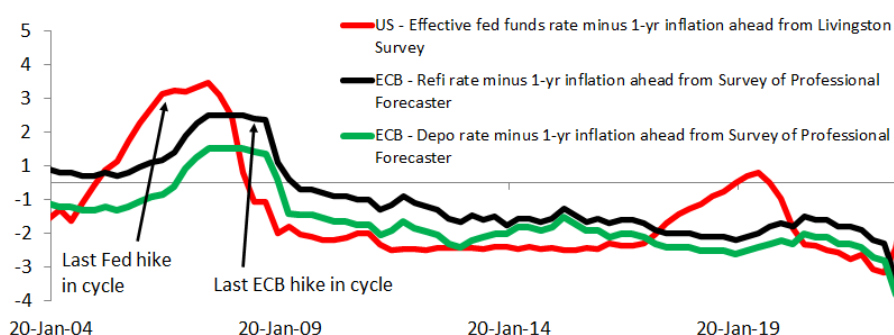 5
4
3
2
1
-1
-2
-3
-4
US - Effective fed funds rate minus 1-yr inflation ahead from Livingston
Survey
ECB - Refi rate minus 1-yr inflation ahead from Survey of Professional
Forecaster
ECB - Depo rate minus 1-yr inflation ahead from Survey of Professional
Forecaster
Last Fed hike
in cycle
Last ECB hike in cycle
20-Jan-04
20-Jan-09
20-Jan-14
20-Jan-19